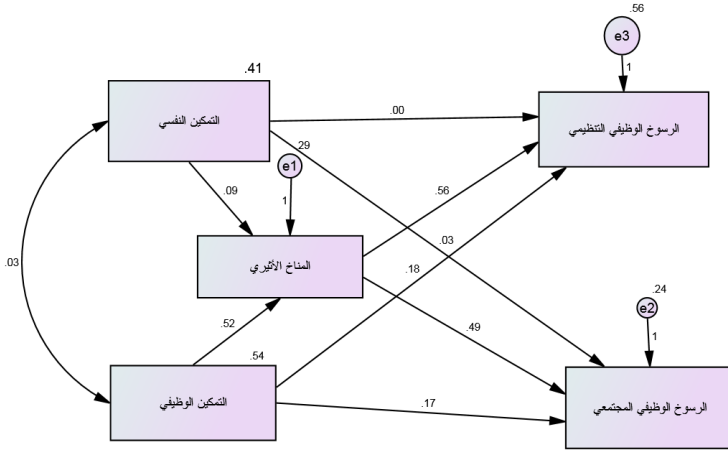 .56
e3
1
.41
التمكين النفسي
.00
الرسوخ الوظيفي التنظيمي
.29
e1
.09
1
.56
المناخ الأثيري
.03
.03
.18
.24
e2
.52
.49
1
.54
التمكين الوظيفي
.17
الرسوخ الوظيفي المجتمعي